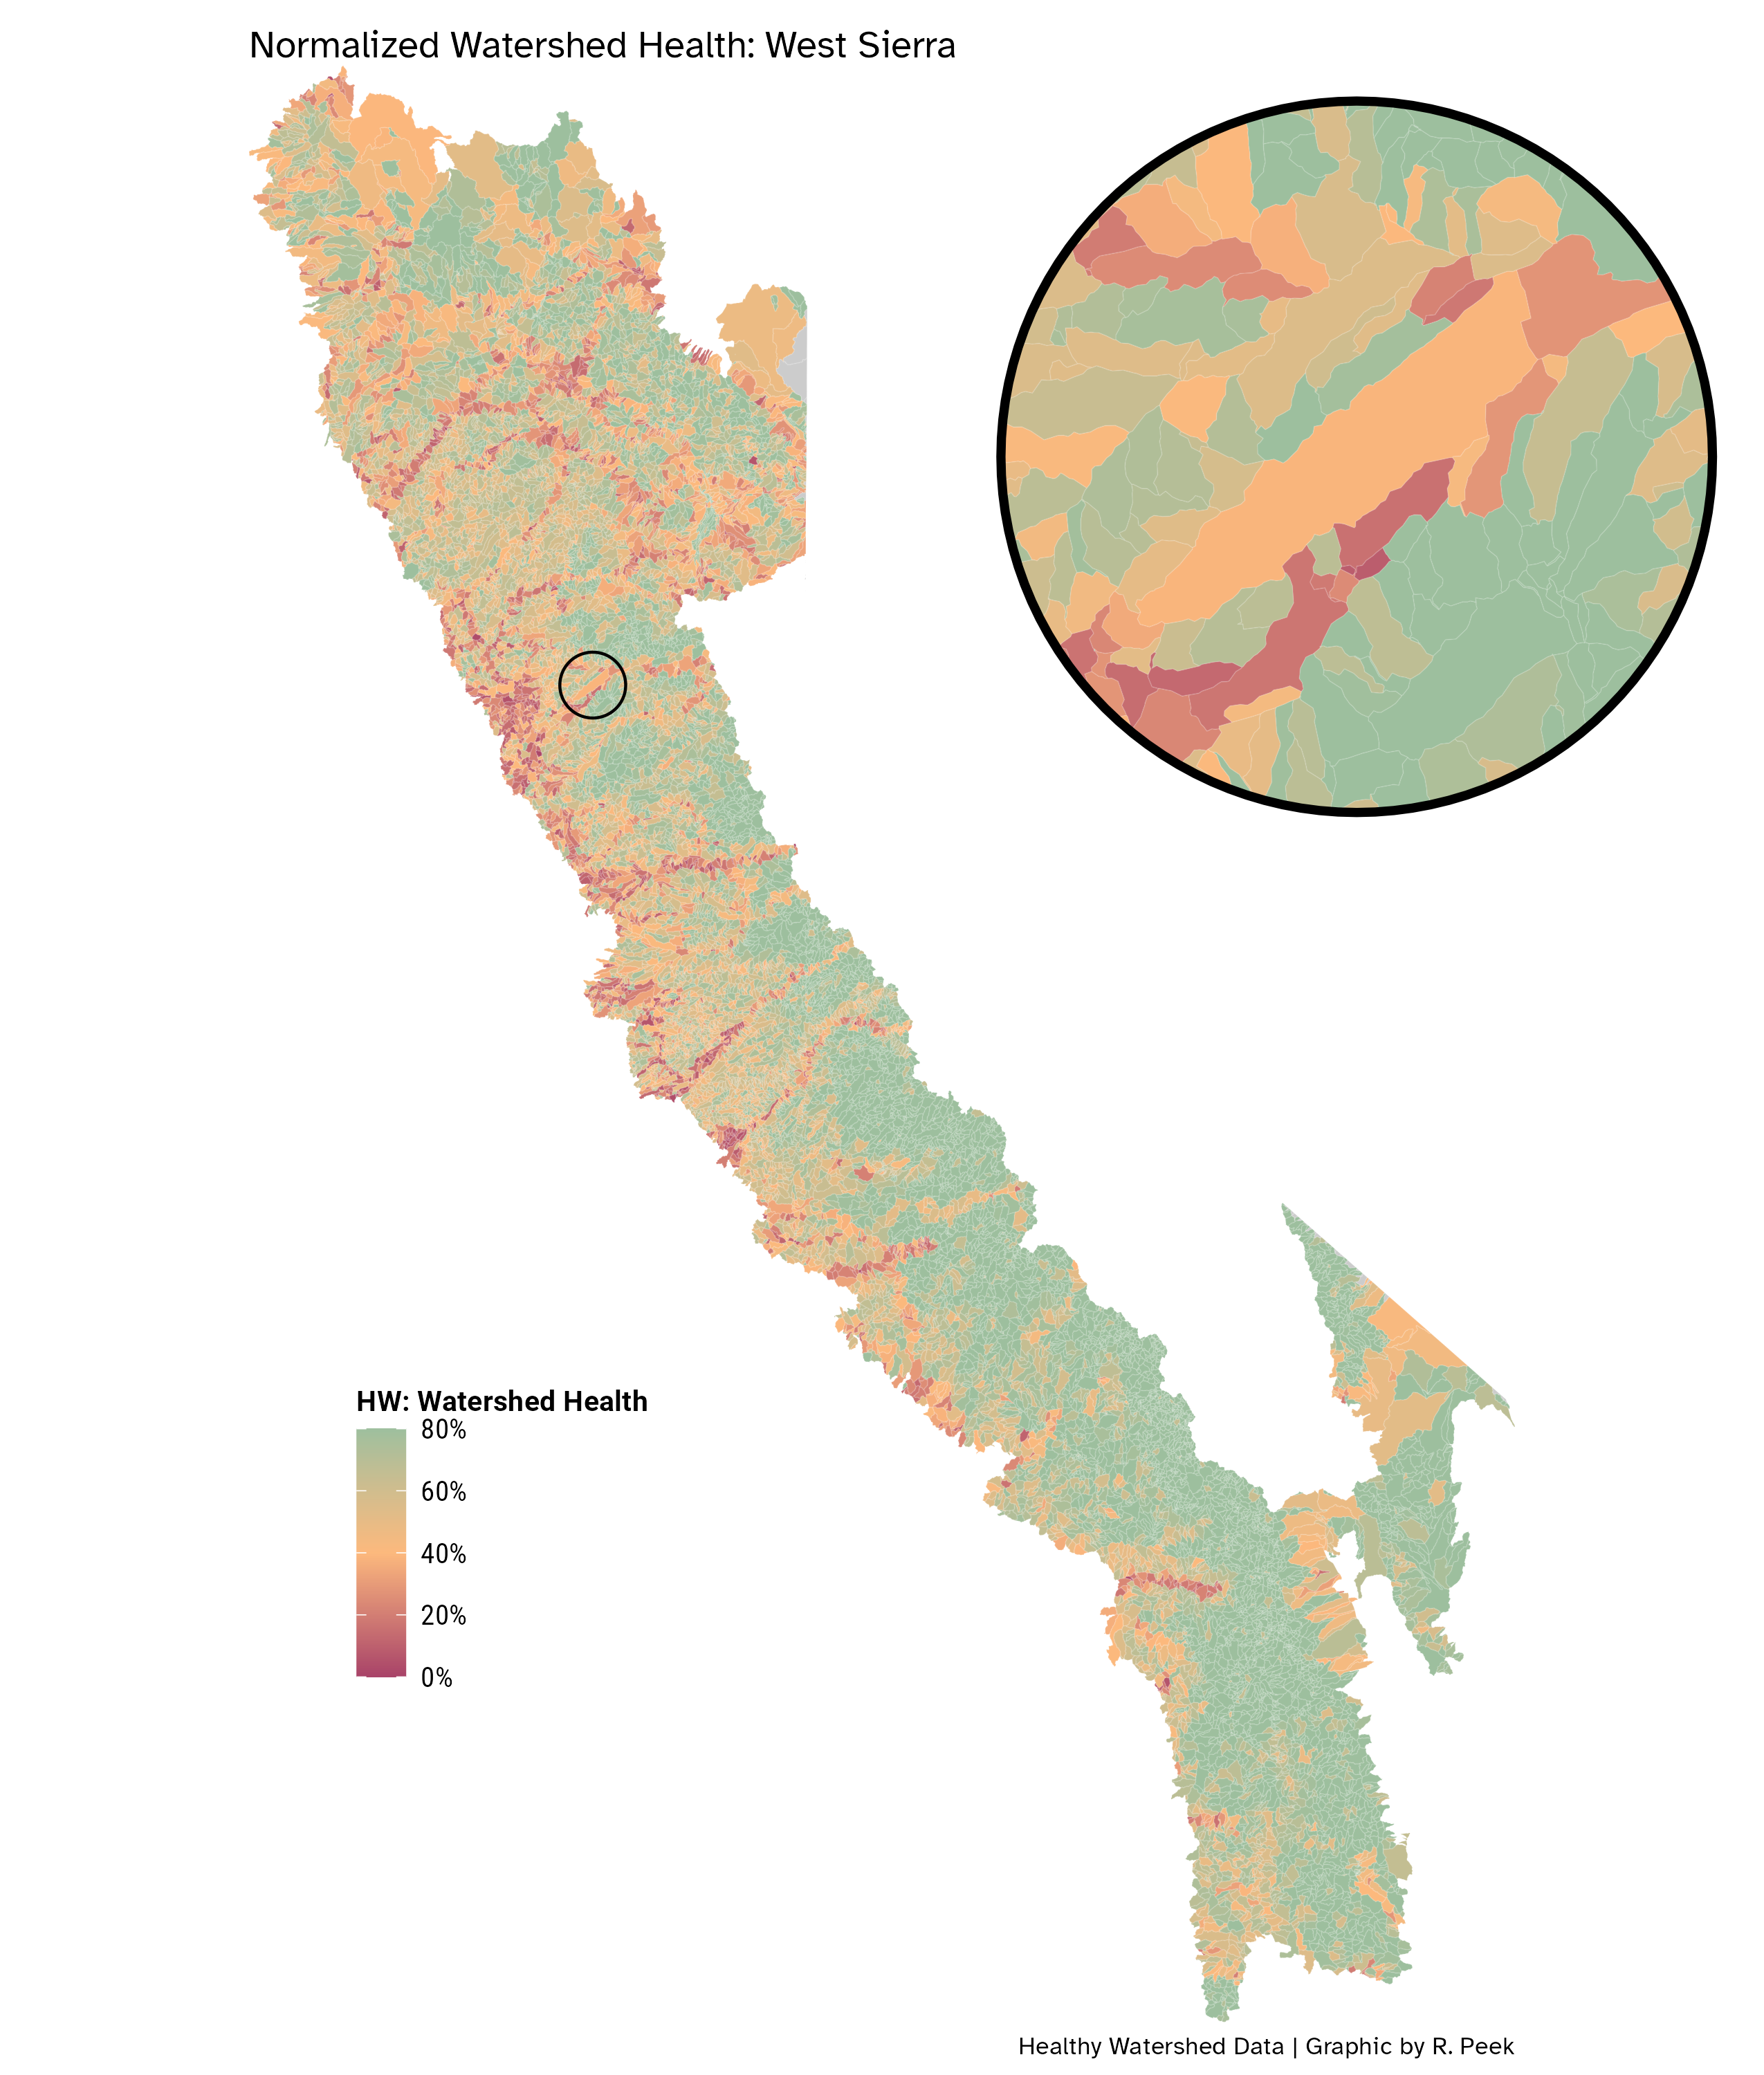 Normalized Watershed Health: West Sierra
HW: Watershed Health
80%
60%
40%
20%
0%
Healthy Watershed Data | Graphic by R. Peek